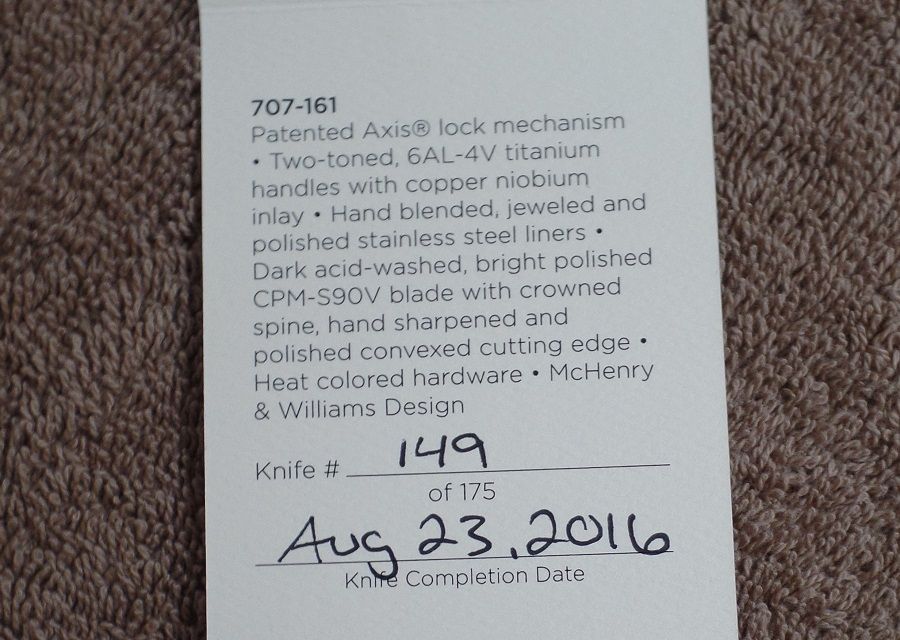 707-161
Patented Axis® lock mechanism
• Two-toned, 6AL-4V titanium
handles with copper niobium
inlay • Hand blended, jeweled and
polished stainless steel liners •
Dark acid-washed, bright polished
CPM-S90V blade with crowned
spine, hand sharpened and
polished convexed cutting edge •
Heat colored hardware • McHenry
& Williams Design
Knife # 149
of 175
Aug 23, 2016
Knife Completion Date